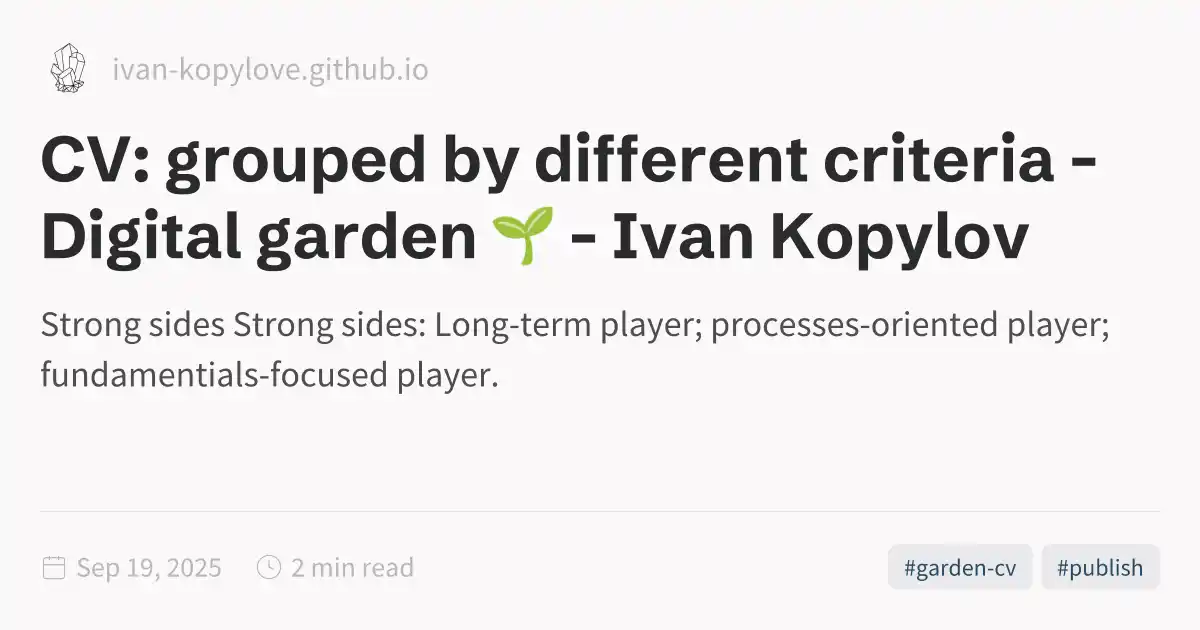 ivan-kopylove.github.io
CV: grouped by different criteria -
Digital garden 🌱 - Ivan Kopylov
Strong sides Strong sides: Long-term player; processes-oriented player;
fundamentials-focused player.
Sep 19, 2025 2 min read #garden-cv #publish